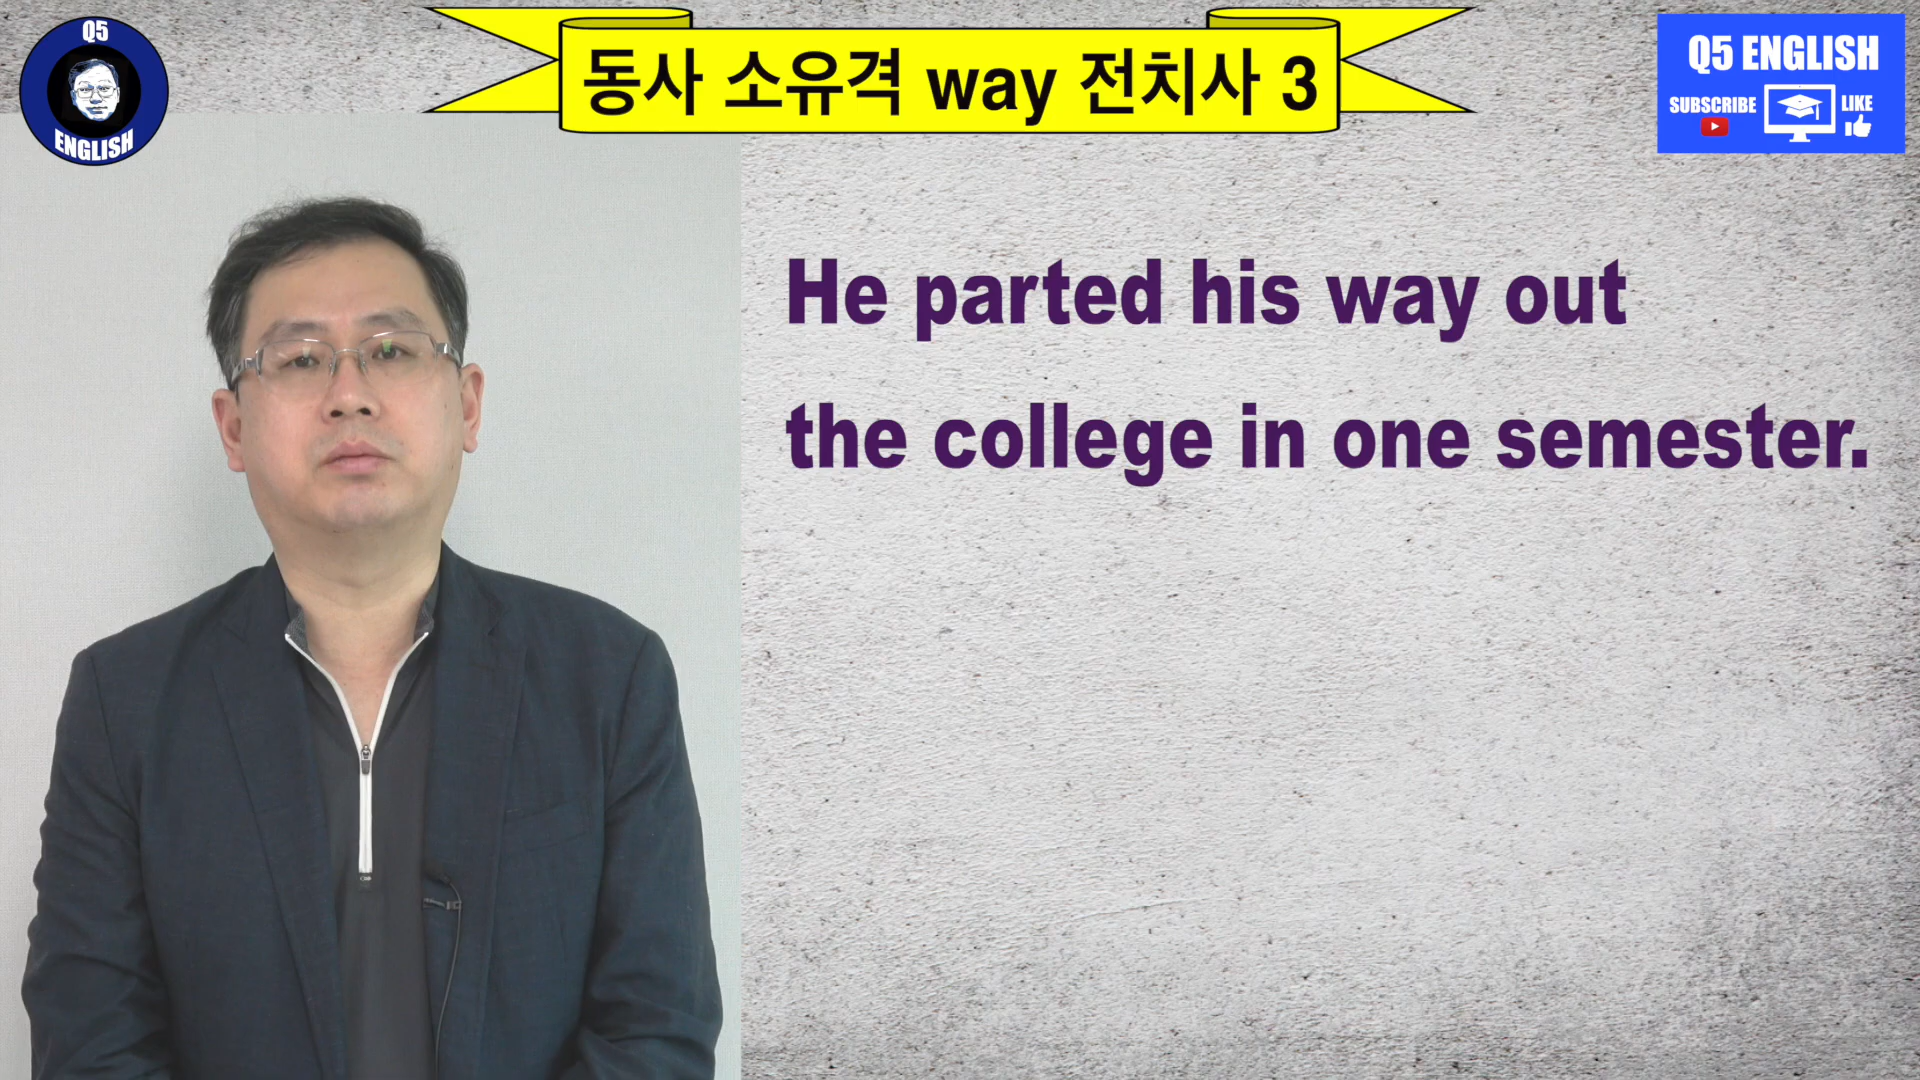 Q5
ENGLISH
동사 소유격 way 전치사 3
Q5 ENGLISH
SUBSCRIBE
LIKE
He parted his way out
the college in one semester.